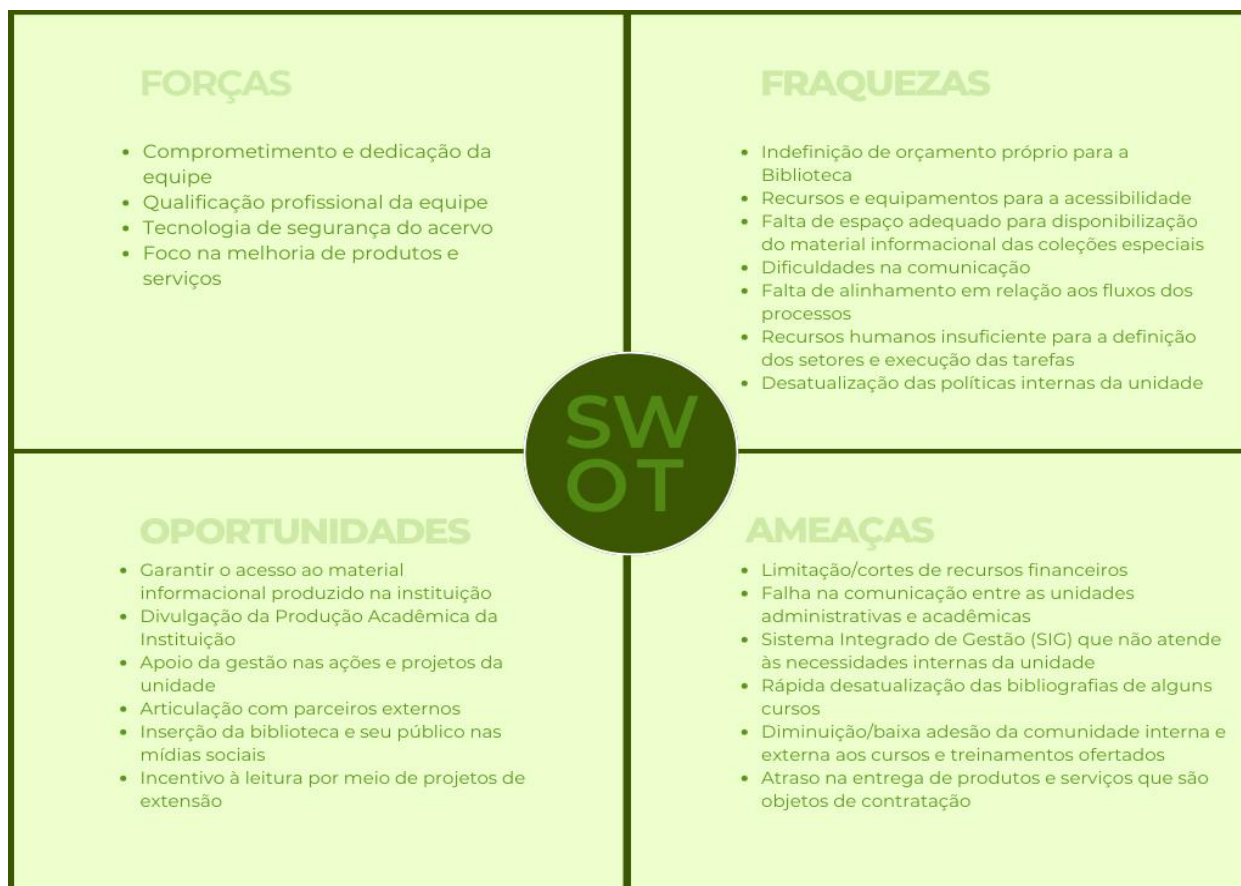 FORÇAS
• Comprometimento e dedicação da
equipe
• Qualificação profissional da equipe
• Tecnologia de segurança do acervo
• Foco na melhoria de produtos e
serviços
FRAQUEZAS
• Indefinição de orçamento próprio para a
Biblioteca
• Recursos e equipamentos para a acessibilidade
• Falta de espaço adequado para disponibilização
do material informacional das coleções especiais
• Dificuldades na comunicação
• Falta de alinhamento em relação aos fluxos dos
processos
• Recursos humanos insuficiente para a definição
dos setores e execução das tarefas
• Desatualização das políticas internas da unidade
SW
OT
OPORTUNIDADES
• Garantir o acesso ao material
informacional produzido na instituição
• Divulgação da Produção Acadêmica da
Instituição
• Apoio da gestão nas ações e projetos da
unidade
• Articulação com parceiros externos
• Inserção da biblioteca e seu público nas
mídias sociais
• Incentivo à leitura por meio de projetos de
extensão
AMEAÇAS
• Limitação/cortes de recursos financeiros
• Falha na comunicação entre as unidades
administrativas e acadêmicas
• Sistema Integrado de Gestão (SIG) que não atende
às necessidades internas da unidade
• Rápida desatualização das bibliografias de alguns
cursos
• Diminuição/baixa adesão da comunidade interna e
externa aos cursos e treinamentos ofertados
• Atraso na entrega de produtos e serviços que são
objetos de contratação